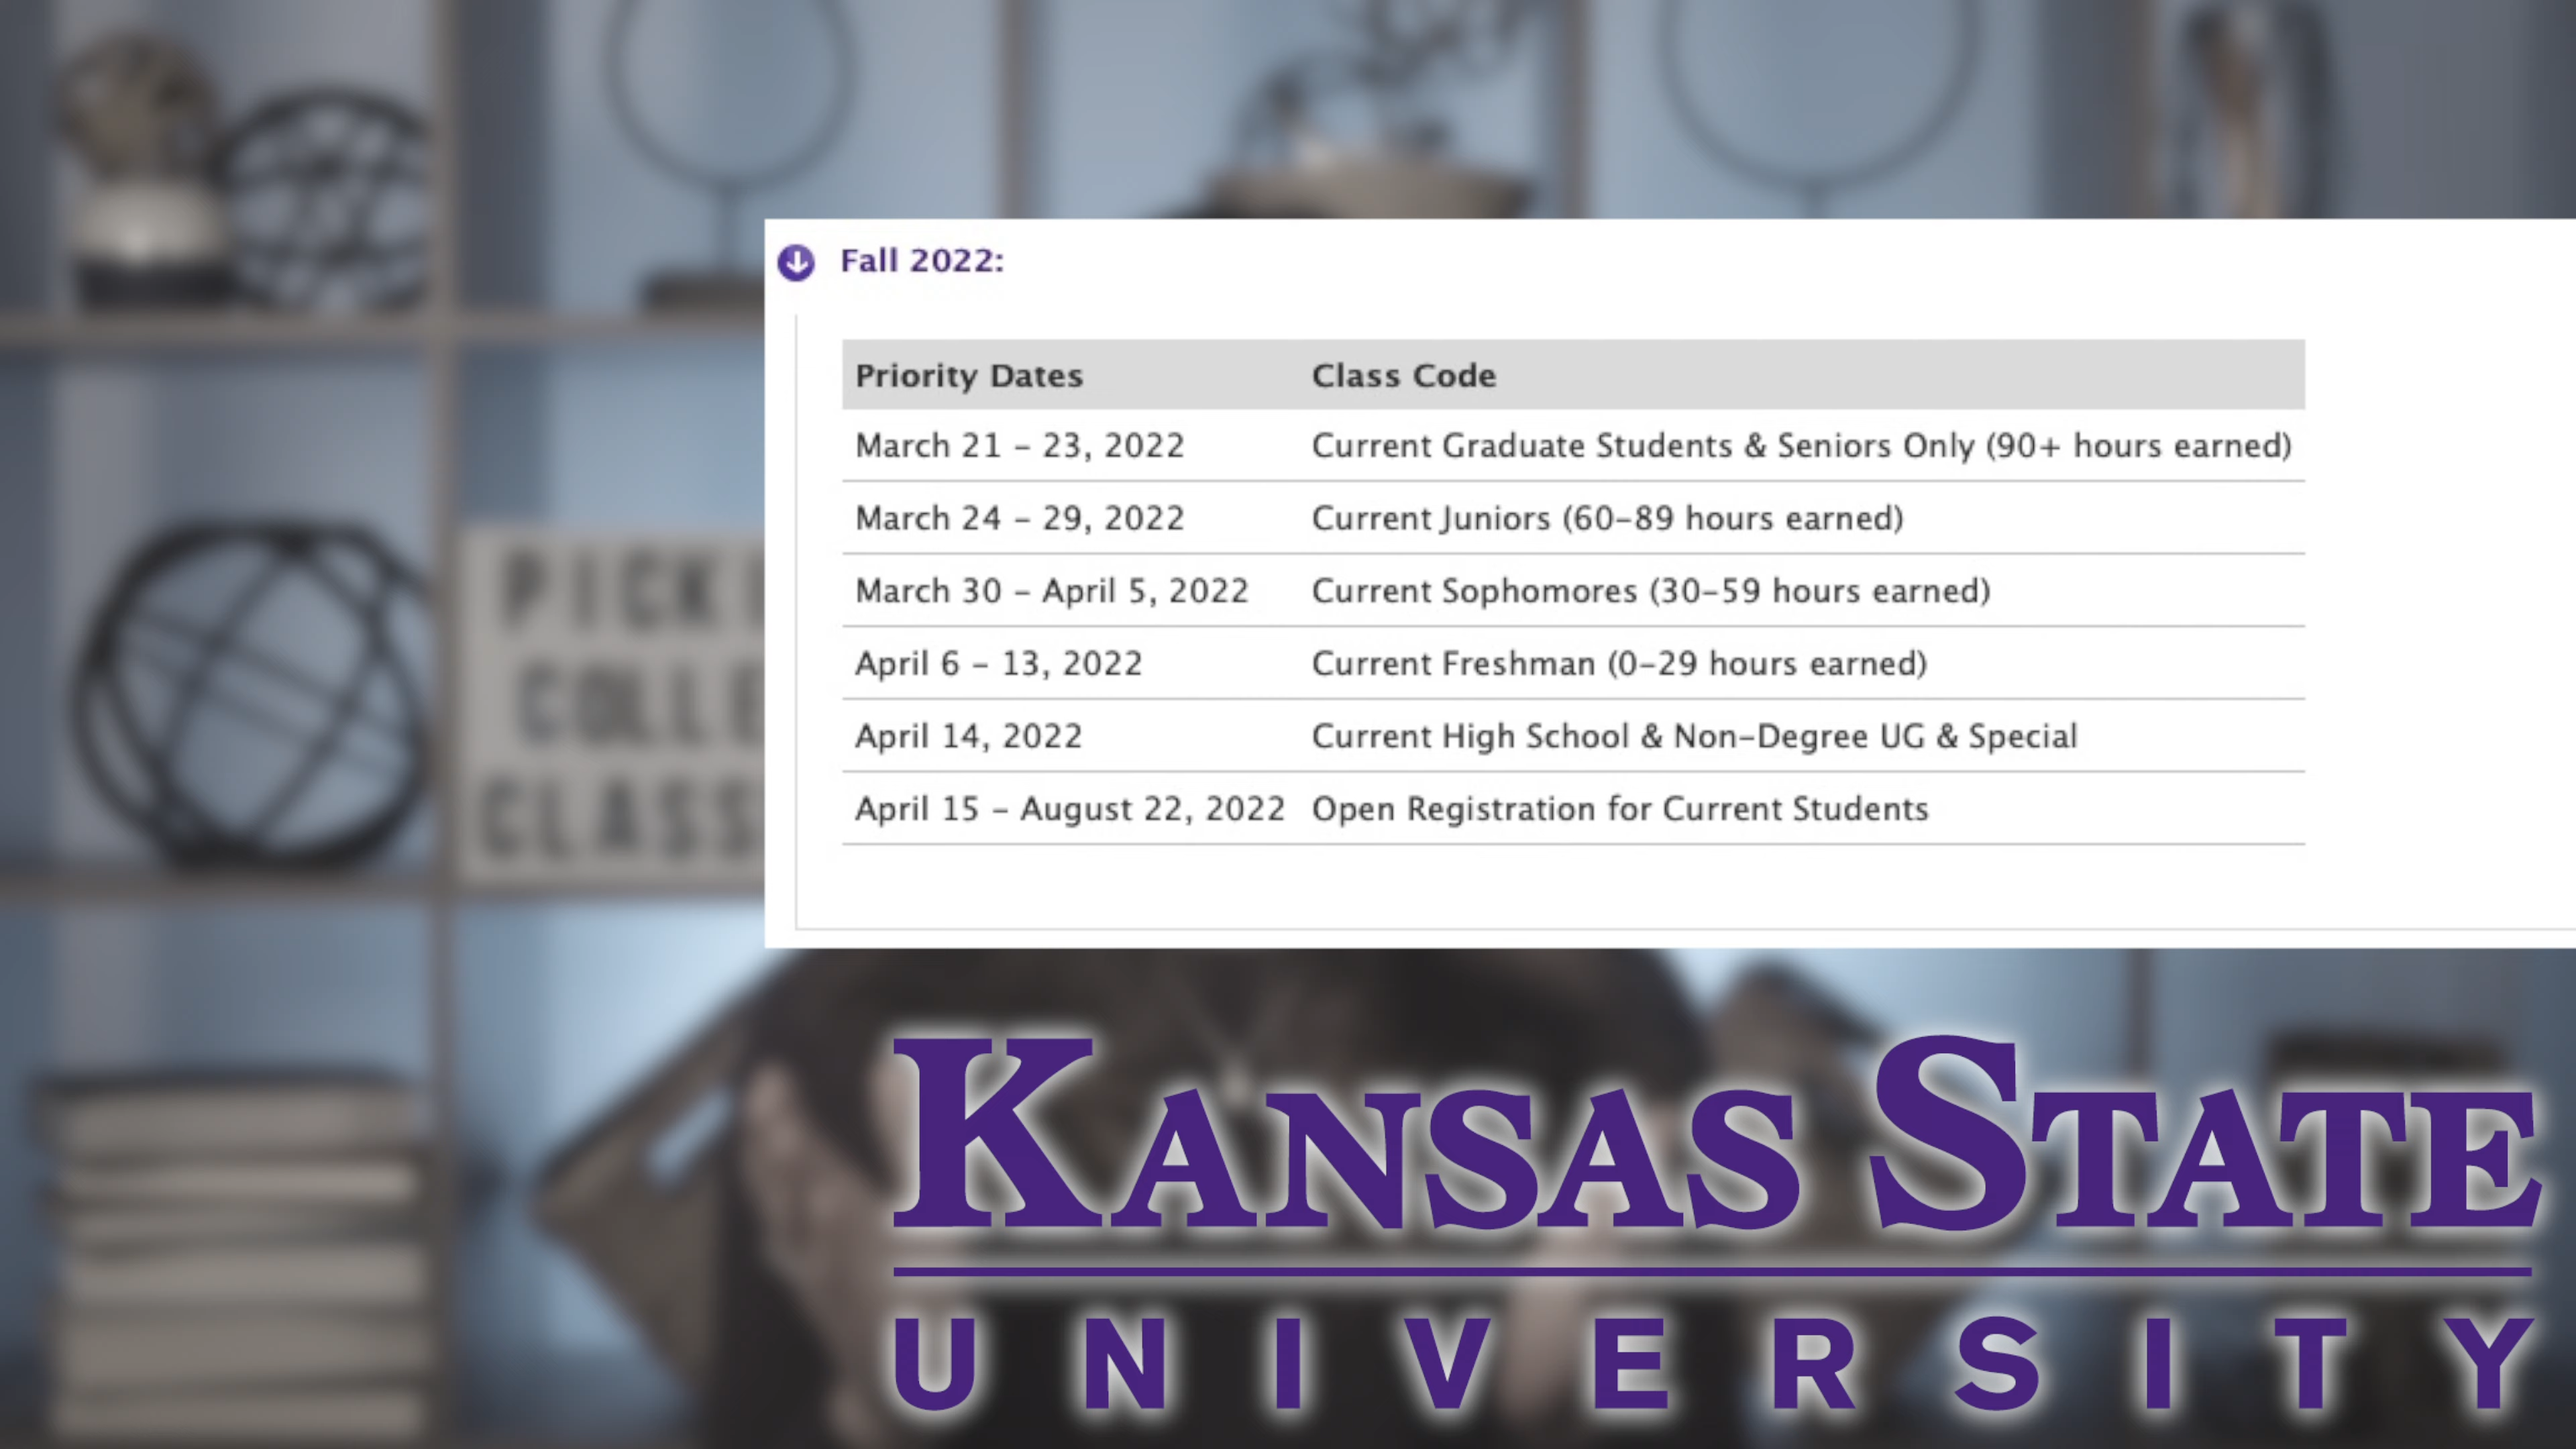 Fall 2022:
Priority Dates Class Code
March 21 – 23, 2022 Current Graduate Students & Seniors Only (90+ hours earned)
March 24 – 29, 2022 Current Juniors (60–89 hours earned)
March 30 – April 5, 2022 Current Sophomores (30–59 hours earned)
April 6 – 13, 2022 Current Freshman (0–29 hours earned)
April 14, 2022 Current High School & Non–Degree UG & Special
April 15 – August 22, 2022 Open Registration for Current Students
PICKI
COLLE
CLASS
KANSAS STATE
UNIVERSITY